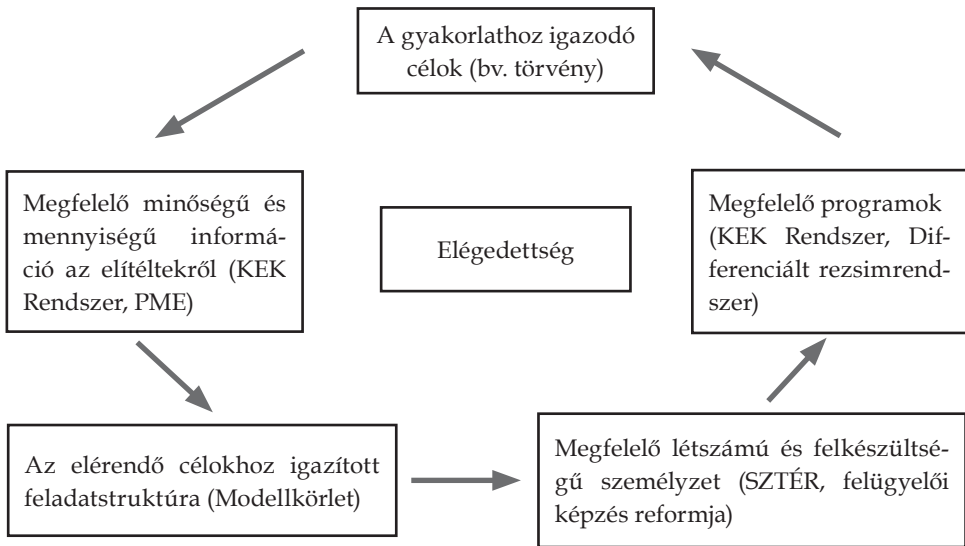 A gyakorlathoz igazodó
célok (bv. törvény)
Megfelelő minőségű és
mennyiségű informá-
ció az elítéltekről (KEK
Rendszer, PME)
Elégedettség
Megfelelő programok
(KEK Rendszer, Dif-
ferenciált rezsimrend-
szer)
Az elérendő célokhoz igazított
feladatstruktúra (Modellkörlet)
Megfelelő létszámú és felkészültsé-
gű személyzet (SZTÉR, felügyelői
képzés reformja)